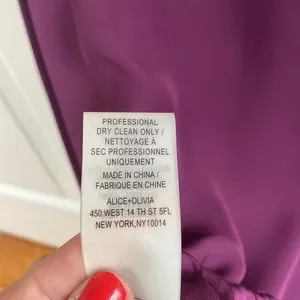 PROFESSIONAL
DRY CLEAN ONLY /
NETTOYAGE À
SEC PROFESSIONNEL
UNIQUEMENT
MADE IN CHINA /
FABRIQUE EN CHINE
ALICE+OLIVIA
450 WEST 14 TH ST 5FL
NEW YORK,NY10014